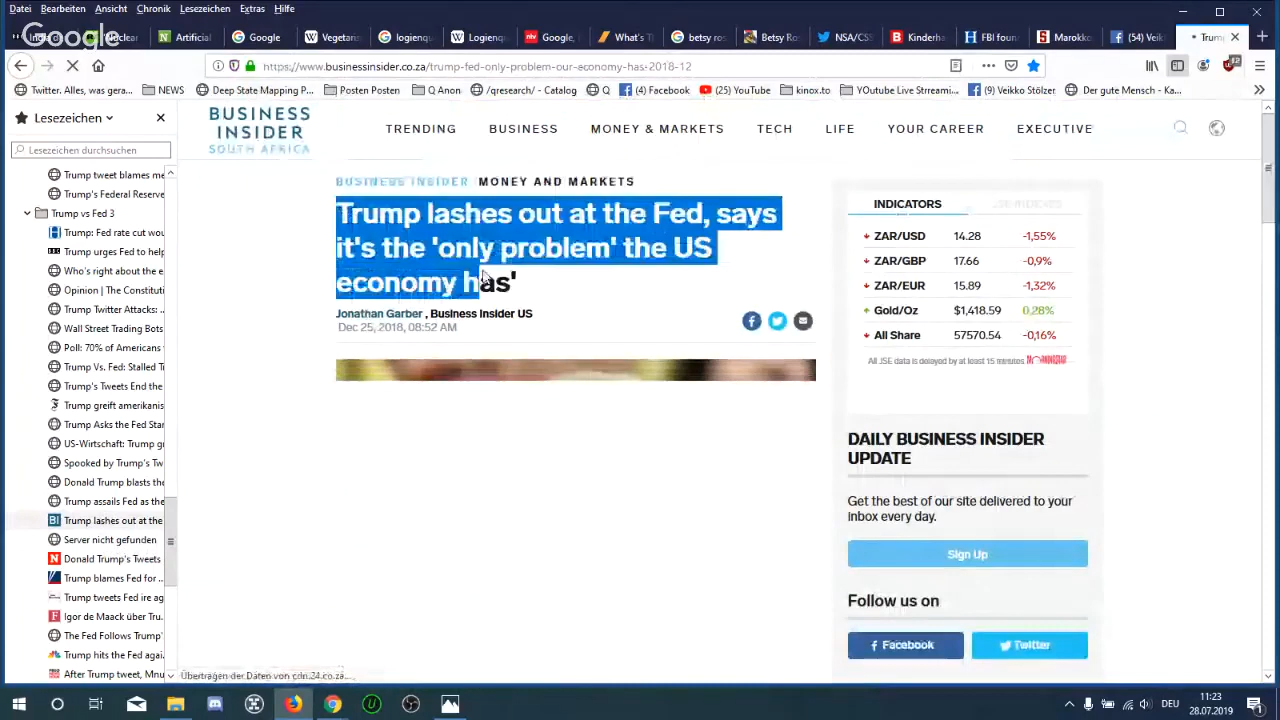 Datei Bearbeiten Ansicht Chronik Lesezeichen Extras Hilfe
Google
Artificial
Google
Vegetari
logienqu
Logienqu
Google,
What's T
betsy ros
Betsy Ros
NSA/CSS
Kinderha
FBI foun
Marokko
(54) Veik
Trump
https://www.businessinsider.co.za/trump-fed-only-problem-our-economy-has-2018-12
12
Twitter. Alles, was gera...
NEWS
Deep State Mapping P...
Posten Posten
Q Anon
/qresearch/ - Catalog
Q
(4) Facebook
(25) YouTube
kinox.to
YOutube Live Strreami...
(9) Veikko Stölzer
Der gute Mensch - Ka...
Lesezeichen
Lesezeichen durchsuchen
Trump tweet blames me
Trump's Federal Reserve
Trump vs Fed 3
Trump: Fed rate cut wou
Trump urges Fed to help
Who's right about the e
Opinion | The Constituti
Trump Twitter Attacks:
Wall Street Trading Bots
Poll: 70% of Americans
Trump Vs. Fed: Stalled T
Trump's Tweets End the
Trump greift amerikanis
Trump Asks the Fed Star
US-Wirtschaft: Trump gr
Spooked by Trump's Tw
Donald Trump blasts the
Trump assails Fed as the
Trump lashes out at the
Server nicht gefunden
Donald Trump's Tweets
Trump blames Fed for ...
Trump tweets Fed ire ag
Igor de Maack über Tru
The Fed Follows Trump'
Trump hits the Fed agai
After Trump tweet, Mnu
BUSINESS
INSIDER
SOUTH AFRICA
TRENDING BUSINESS MONEY & MARKETS TECH LIFE YOUR CAREER EXECUTIVE
BUSINESS INSIDER MONEY AND MARKETS
Trump lashes out at the Fed, says
it's the 'only problem' the US
economy has'
Jonathan Garber , Business Insider US
Dec 25, 2018, 08:52 AM
INDICATORS JSE INDEXES
ZAR/USD 14.28 -1,55%
ZAR/GBP 17.66 -0,9%
ZAR/EUR 15.89 -1,32%
Gold/Oz $1,418.59 0,28%
All Share 57570.54 -0,16%
All JSE data is delayed by at least 15 minutes MORNINGSTAR
DAILY BUSINESS INSIDER
UPDATE
Get the best of our site delivered to your
inbox every day.
Sign Up
Follow us on
Facebook
Twitter
Übertragen der Daten von cdn.24.co.za...
DEU
11:23
28.07.2019